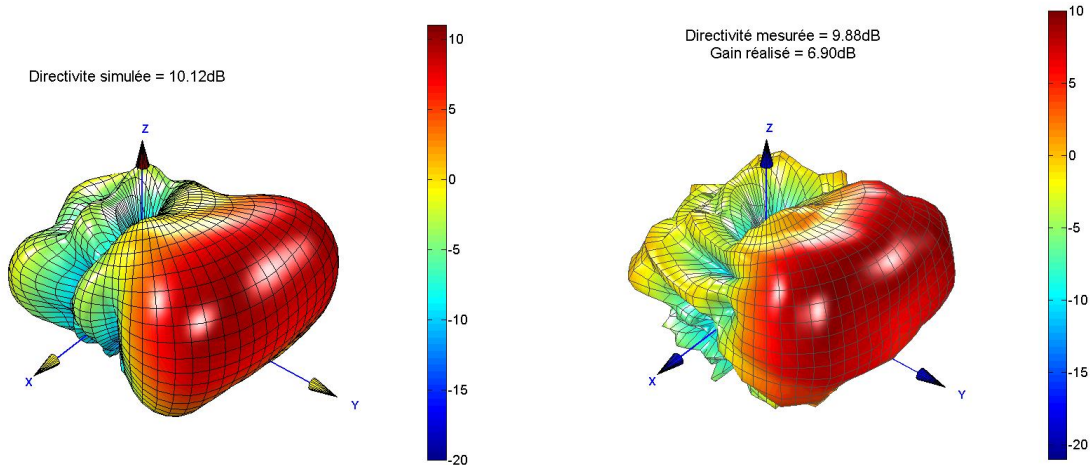 Directivite simulée = 10.12dB
Z
X
Y
10
5
0
-5
-10
-15
-20
Directivité mesurée = 9.88dB
Gain réalisé = 6.90dB
Z
X
Y
10
5
0
-5
-10
-15
-20